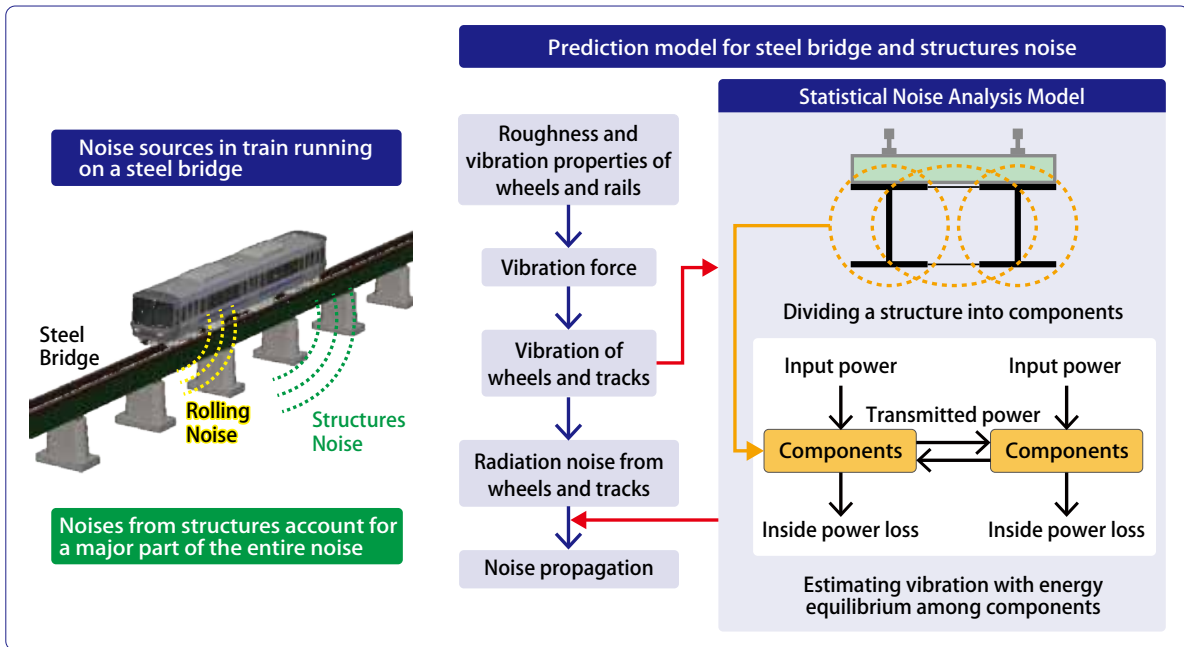 Prediction model for steel bridge and structures noise
Noise sources in train running
on a steel bridge
Steel
Bridge
Rolling
Noise
Structures
Noise
Noises from structures account for
a major part of the entire noise
Roughness and
vibration properties of
wheels and rails
Vibration force
Vibration of
wheels and tracks
Radiation noise from
wheels and tracks
Noise propagation
Statistical Noise Analysis Model
Dividing a structure into components
Input power
Input power
Transmitted power
Components
Components
Inside power loss
Inside power loss
Estimating vibration with energy
equilibrium among components